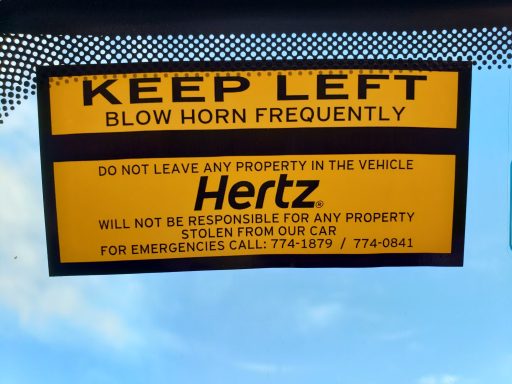 KEEP LEFT
BLOW HORN FREQUENTLY
DO NOT LEAVE ANY PROPERTY IN THE VEHICLE
Hertz®
WILL NOT BE RESPONSIBLE FOR ANY PROPERTY
STOLEN FROM OUR CAR
FOR EMERGENCIES CALL: 774-1879 / 774-0841